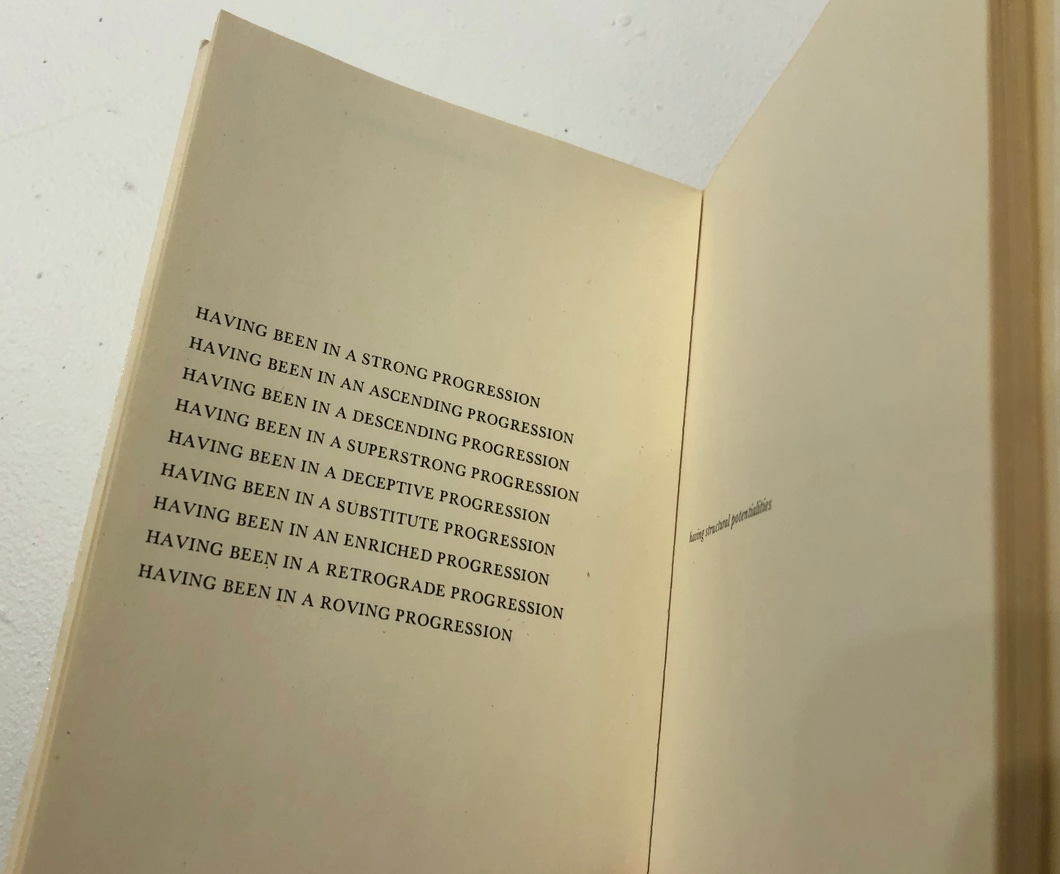 HAVING BEEN IN A STRONG PROGRESSION
HAVING BEEN IN AN ASCENDING PROGRESSION
HAVING BEEN IN A DESCENDING PROGRESSION
HAVING BEEN IN A SUPERSTRONG PROGRESSION
HAVING BEEN IN A DECEPTIVE PROGRESSION
HAVING BEEN IN A SUBSTITUTE PROGRESSION
HAVING BEEN IN AN ENRICHED PROGRESSION
HAVING BEEN IN A RETROGRADE PROGRESSION
HAVING BEEN IN A ROVING PROGRESSION
having structural potentialities